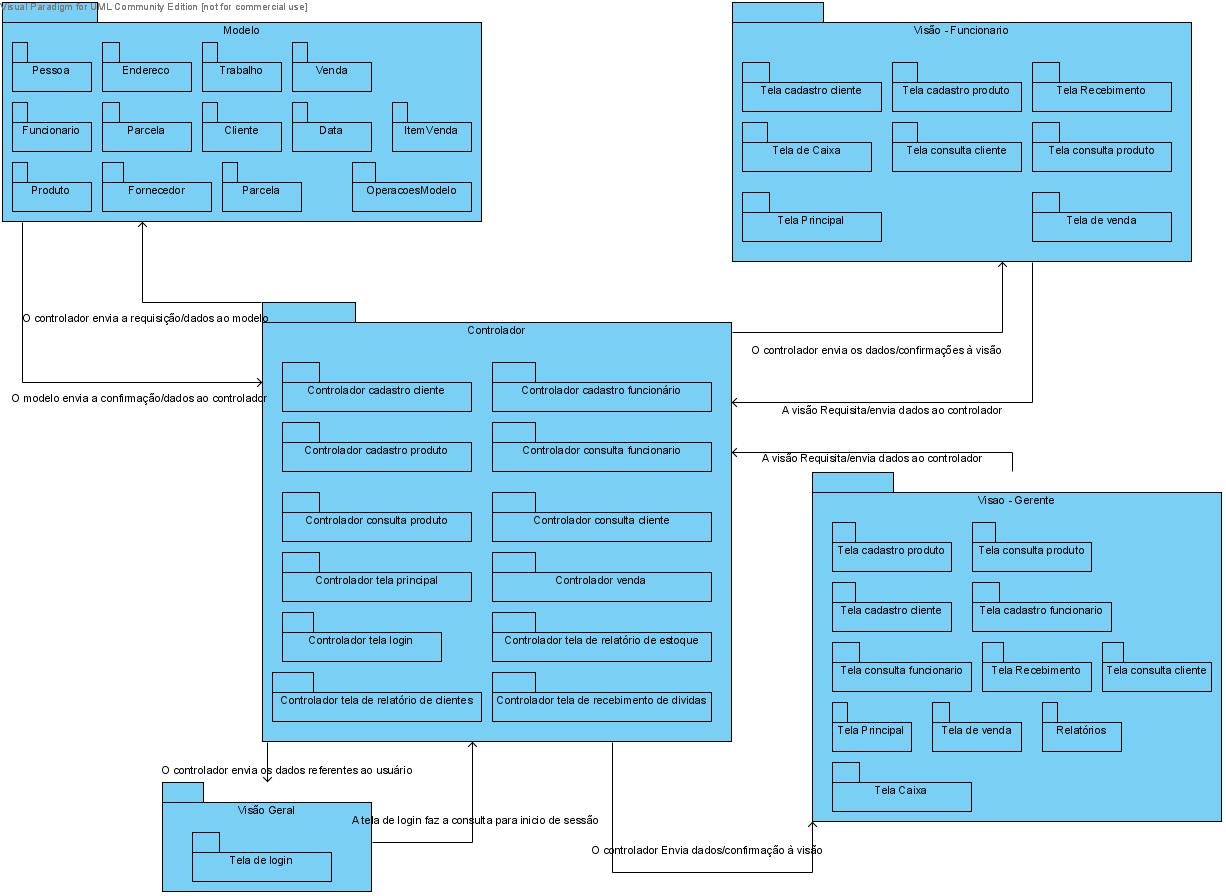 Visual Paradigm for UML Community Edition [not for commercial use]
Modelo
Pessoa
Endereco
Trabalho
Venda
Funcionario
Parcela
Cliente
Data
ItemVenda
Produto
Fornecedor
Parcela
OperacoesModelo
Visão - Funcionario
Tela cadastro cliente
Tela cadastro produto
Tela Recebimento
Tela de Caixa
Tela consulta cliente
Tela consulta produto
Tela Principal
Tela de venda
O controlador envia a requisição/dados ao modelo
O modelo envia a confirmação/dados ao controlador
Controlador
Controlador cadastro cliente
Controlador cadastro funcionário
Controlador cadastro produto
Controlador consulta funcionario
Controlador consulta produto
Controlador consulta cliente
Controlador tela principal
Controlador venda
Controlador tela login
Controlador tela de relatório de estoque
Controlador tela de relatório de clientes
Controlador tela de recebimento de dividas
O controlador envia os dados/confirmações à visão
A visão Requisita/envia dados ao controlador
A visão Requisita/envia dados ao controlador
Visao - Gerente
Tela cadastro produto
Tela consulta produto
Tela cadastro cliente
Tela cadastro funcionario
Tela consulta funcionario
Tela Recebimento
Tela consulta cliente
Tela Principal
Tela de venda
Relatórios
Tela Caixa
O controlador envia os dados referentes ao usuário
Visão Geral
Tela de login
A tela de login faz a consulta para inicio de sessão
O controlador Envia dados/confirmação à visão